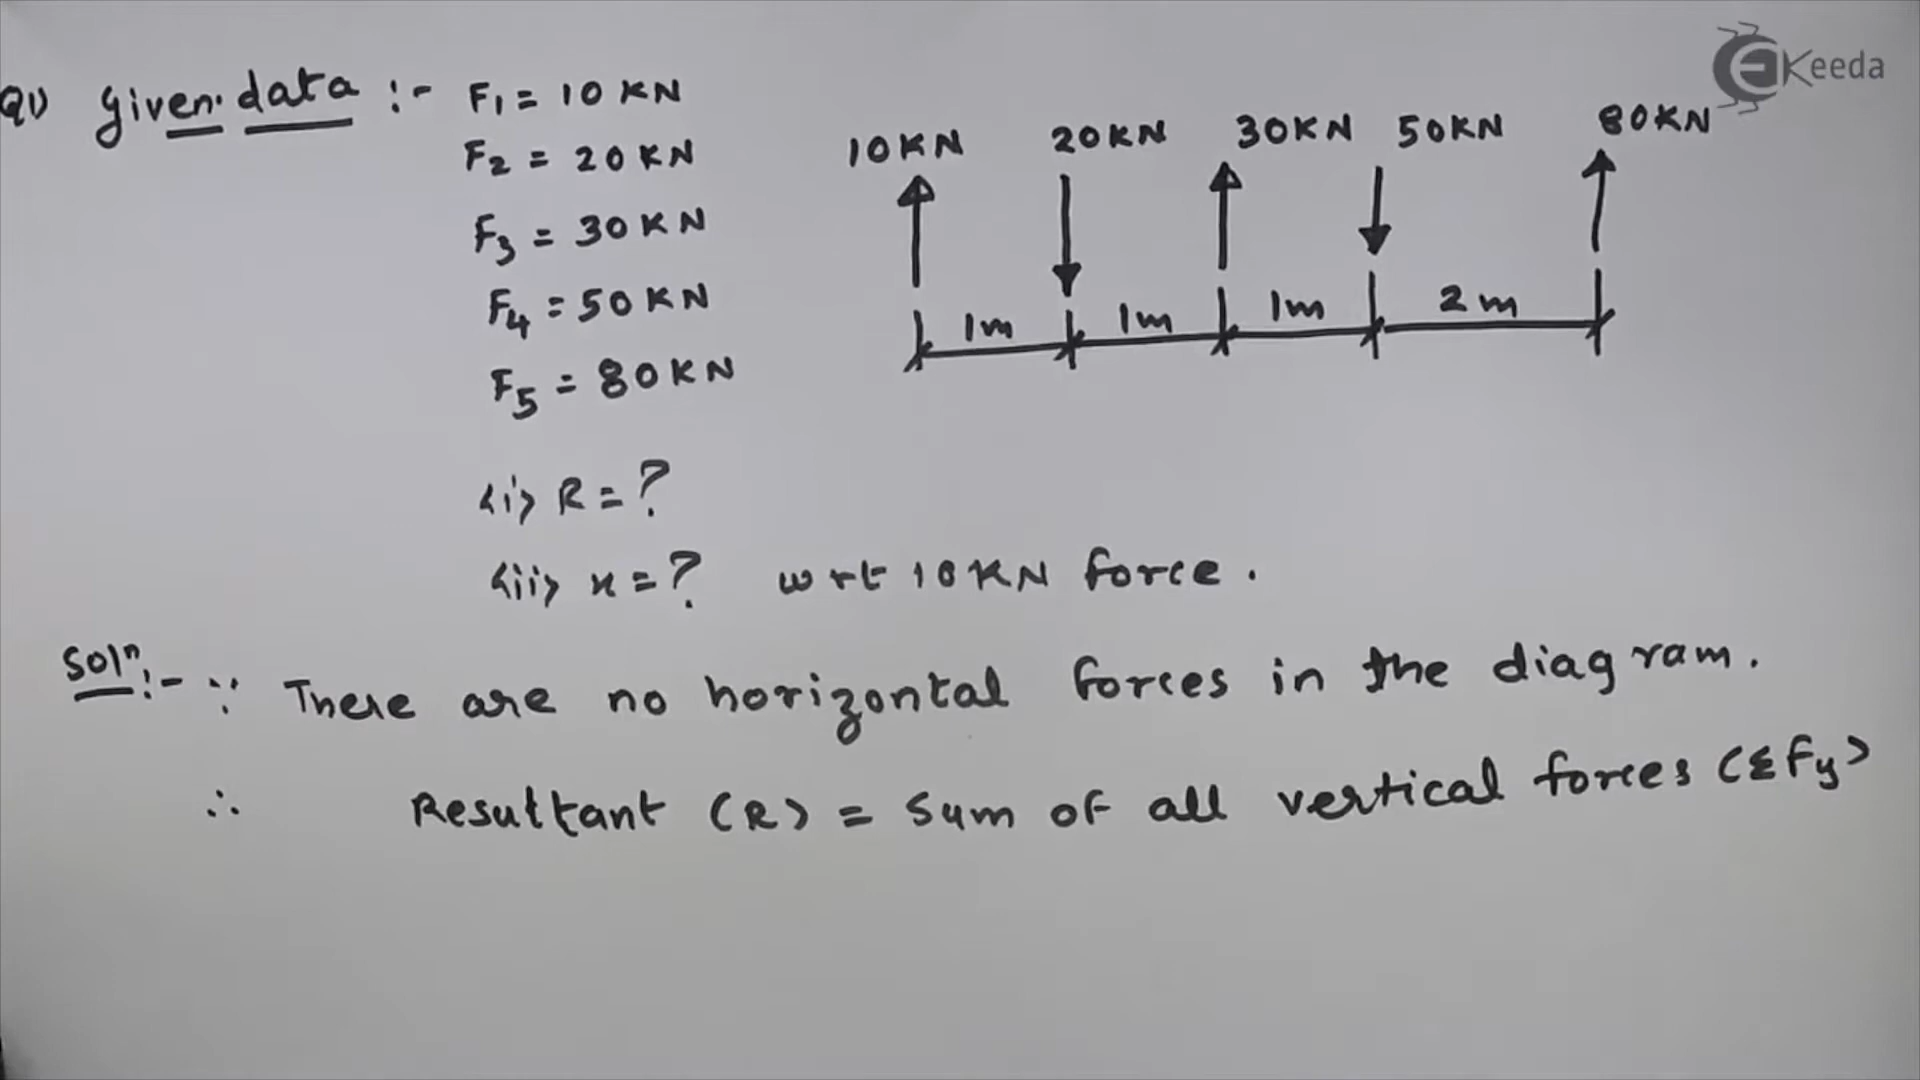 Q1) Given data :- F1 = 10 KN
F2 = 20 KN
F3 = 30 KN
F4 = 50 KN
F5 = 80 KN
10KN 20KN 30KN 50KN 80KN
1m 1m 1m 2m
<i> R = ?
<ii> x = ? wrt 10KN force.
Soln:- ∵ There are no horizontal forces in the diagram.
∴ Resultant (R) = Sum of all vertical forces (ΣFy)
EKeeda